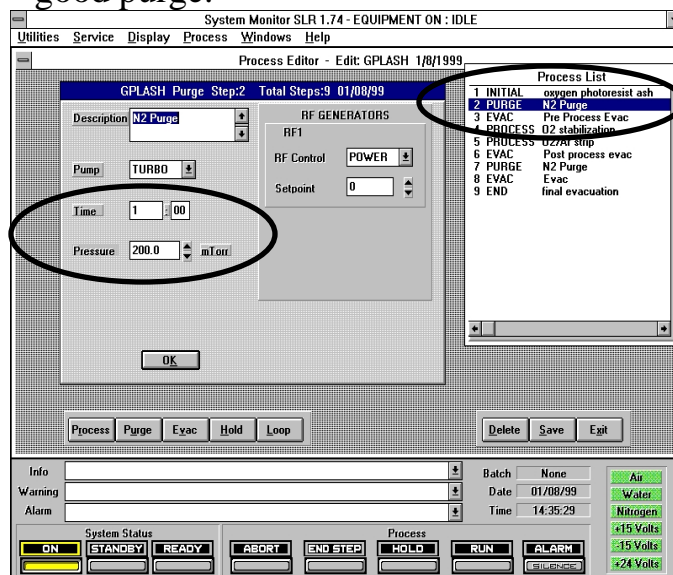 good purge.
System Monitor SLR 1.74 - EQUIPMENT ON : IDLE
Utilities Service Display Process Windows Help
Process Editor - Edit: GPLASH 1/8/1999
GPLASH Purge Step:2 Total Steps:9 01/08/99
Description N2 Purge
Pump TURBO
Time 1 : 00
Pressure 200.0 mTorr
RF GENERATORS
RF1
RF Control POWER
Setpoint 0
OK
Process List
1 INITIAL oxygen photoresist ash
2 PURGE N2 Purge
3 EVAC Pre Process Evac
4 PROCESS O2 stabilization
5 PROCESS O2/Ar strip
6 EVAC Post process evac
7 PURGE N2 Purge
8 EVAC Evac
9 END final evacuation
Process Purge Evac Hold Loop
Delete Save Exit
Info
Warning
Alarm
Batch None
Date 01/08/99
Time 14:35:29
Air
Water
Nitrogen
+15 Volts
-15 Volts
+24 Volts
System Status
ON STANDBY READY
Process
ABORT END STEP HOLD RUN ALARM
SILENCE